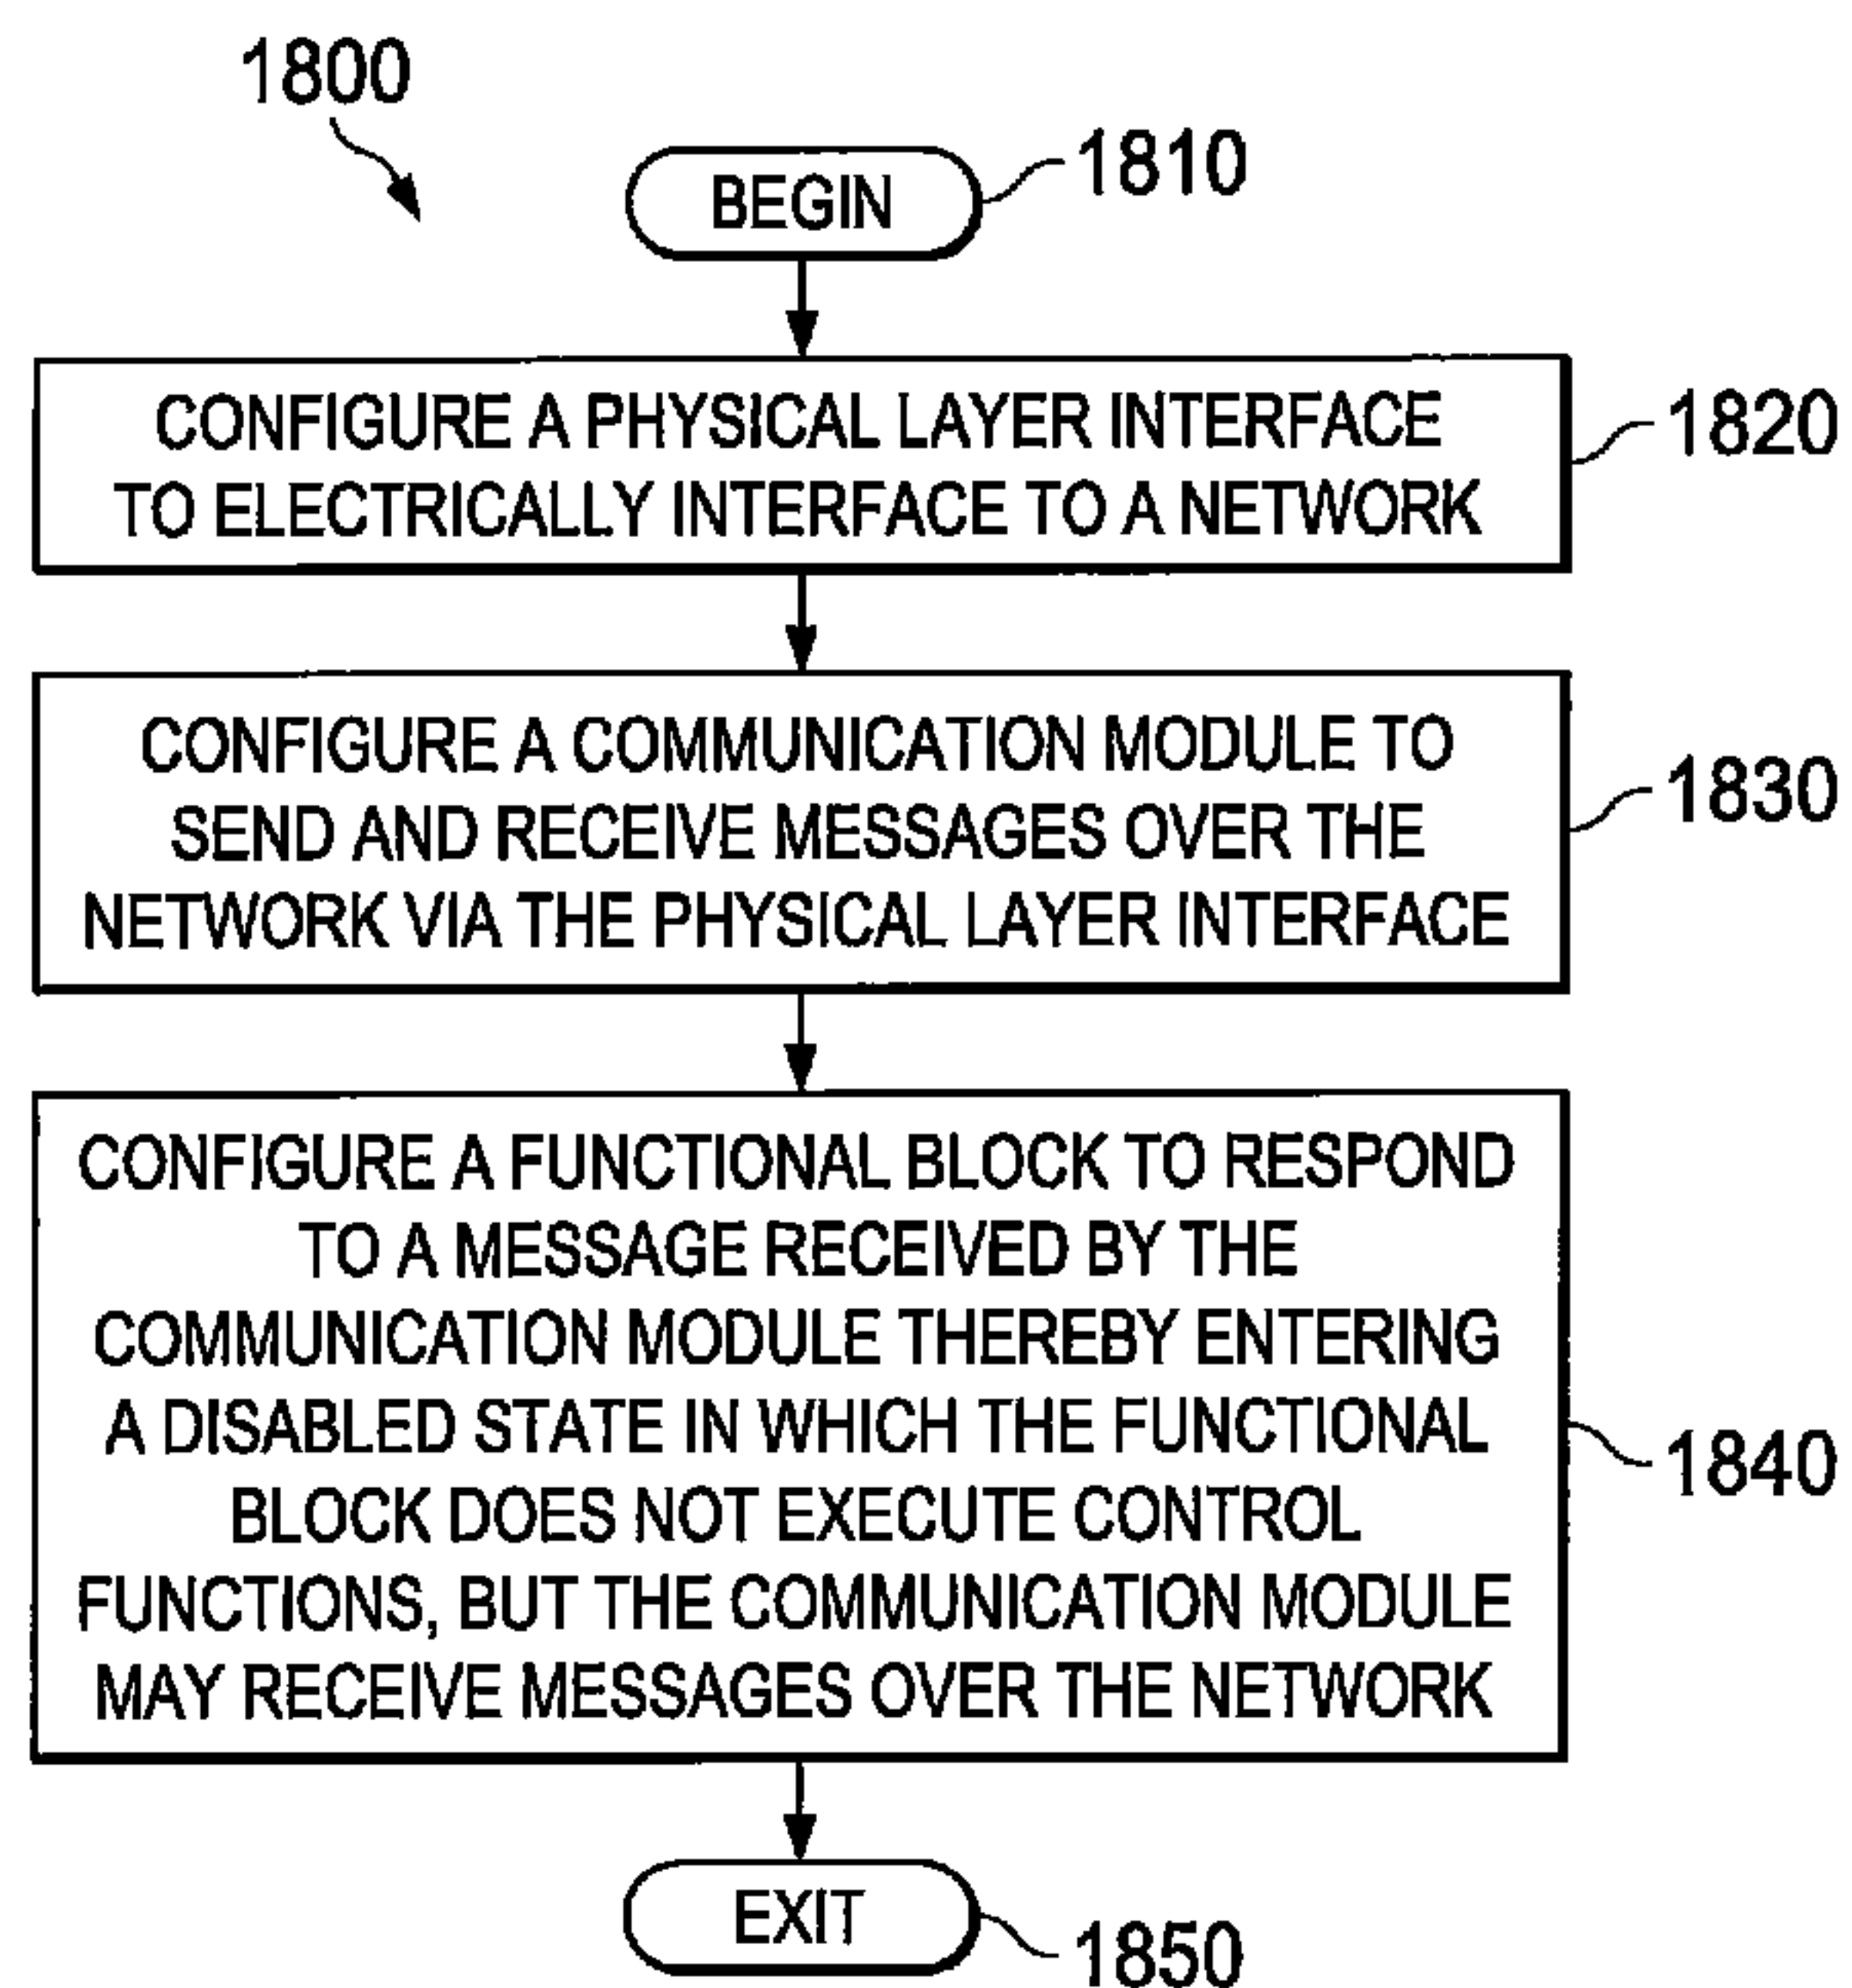 1800
BEGIN
1810
CONFIGURE A PHYSICAL LAYER INTERFACE
TO ELECTRICALLY INTERFACE TO A NETWORK
1820
CONFIGURE A COMMUNICATION MODULE TO
SEND AND RECEIVE MESSAGES OVER THE
NETWORK VIA THE PHYSICAL LAYER INTERFACE
1830
CONFIGURE A FUNCTIONAL BLOCK TO RESPOND
TO A MESSAGE RECEIVED BY THE
COMMUNICATION MODULE THEREBY ENTERING
A DISABLED STATE IN WHICH THE FUNCTIONAL
BLOCK DOES NOT EXECUTE CONTROL
FUNCTIONS, BUT THE COMMUNICATION MODULE
MAY RECEIVE MESSAGES OVER THE NETWORK
1840
EXIT
1850